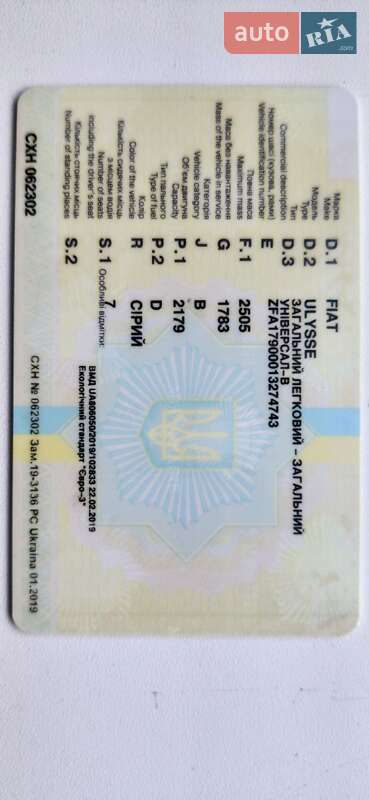 auto RIA.com
Марка
Make D.1 FIAT
Модель
Type D.2 ULYSSE
Тип
Commercial description D.3 ЗАГАЛЬНИЙ ЛЕГКОВИЙ – ЗАГАЛЬНИЙ
УНІВЕРСАЛ-В
Номер шасі (кузова, рами)
Vehicle identification number E ZFA17900013274743
Повна маса
Maximum mass F.1 2505
Маса без навантаження
Mass of the vehicle in service G 1783
Категорія
Vehicle category J B
Об'єм двигуна
Capacity P.1 2179
Тип пального
Type of fuel P.2 D
Колір
Color of the vehicle R СІРИЙ
Кількість сидячих місць
з місцем водія
Number of seats
including the driver's seat S.1 7
Кількість стоячих місць
Number of standing places S.2
Особливі відмітки:
ВМД UA806050/2019/102833 22.02.2019
Екологічний стандарт "Євро-3"
СХН 062302
СХН № 062302 Зам.19-3136 PC Ukraina 01.2019